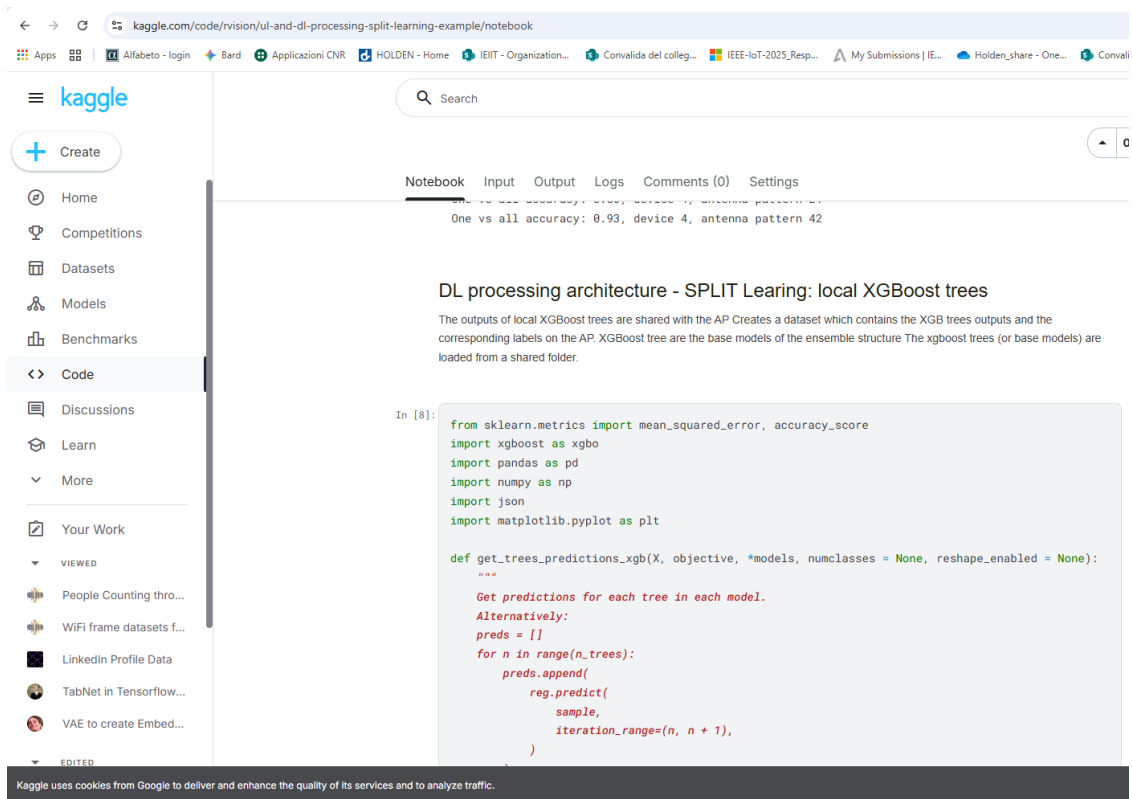 kaggle.com/code/rvision/ul-and-dl-processing-split-learning-example/notebook
Apps
Alfabeto - login
Bard
Applicazioni CNR
HOLDEN - Home
IEIIT - Organization...
Convalida del colleg...
IEEE-IoT-2025_Resp...
My Submissions | IE...
Holden_share - One...
Convali
kaggle
Search
Create
0
Notebook Input Output Logs Comments (0) Settings
Home
Competitions
Datasets
Models
Benchmarks
Code
Discussions
Learn
More
Your Work
VIEWED
People Counting thro...
WiFi frame datasets f...
LinkedIn Profile Data
TabNet in Tensorflow...
VAE to create Embed...
EDITED
One vs all accuracy: 0.93, device 4, antenna pattern 42
DL processing architecture - SPLIT Learing: local XGBoost trees
The outputs of local XGBoost trees are shared with the AP Creates a dataset which contains the XGB trees outputs and the
corresponding labels on the AP. XGBoost tree are the base models of the ensemble structure The xgboost trees (or base models) are
loaded from a shared folder.
In [8]:
from sklearn.metrics import mean_squared_error, accuracy_score
import xgboost as xgbo
import pandas as pd
import numpy as np
import json
import matplotlib.pyplot as plt
def get_trees_predictions_xgb(X, objective, *models, numclasses = None, reshape_enabled = None):
"""
Get predictions for each tree in each model.
Alternatively:
preds = []
for n in range(n_trees):
preds.append(
reg.predict(
sample,
iteration_range=(n, n + 1),
)
Kaggle uses cookies from Google to deliver and enhance the quality of its services and to analyze traffic.